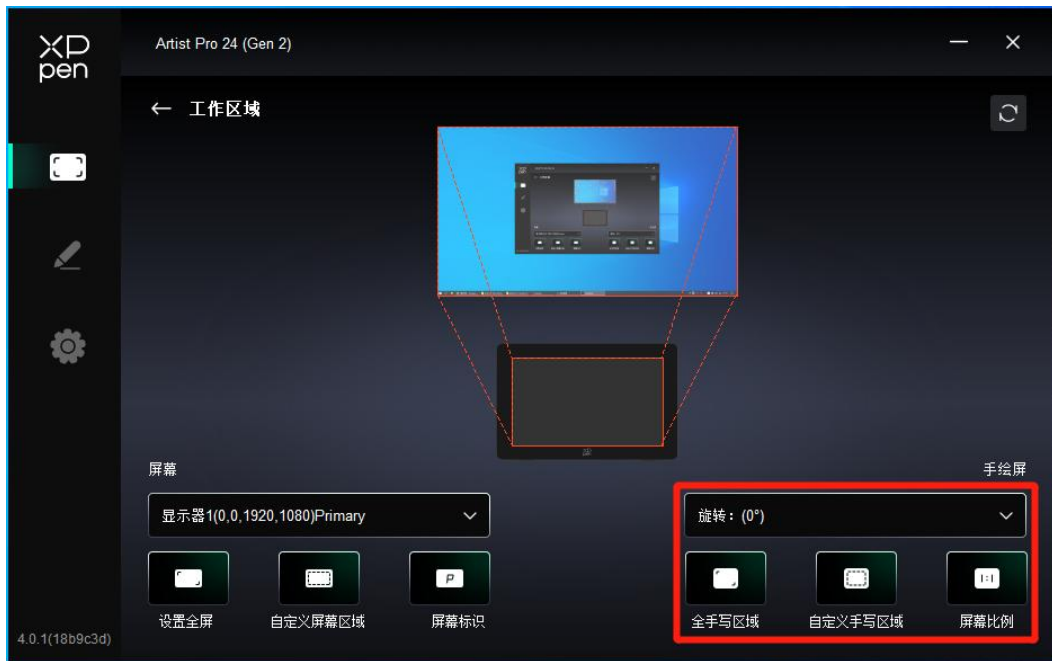 XP
pen
Artist Pro 24 (Gen 2)
工作区域
屏幕
手绘屏
显示器1(0,0,1920,1080)Primary
旋转：(0°)
P
1:1
设置全屏
自定义屏幕区域
屏幕标识
全手写区域
自定义手写区域
屏幕比例
4.0.1(18b9c3d)